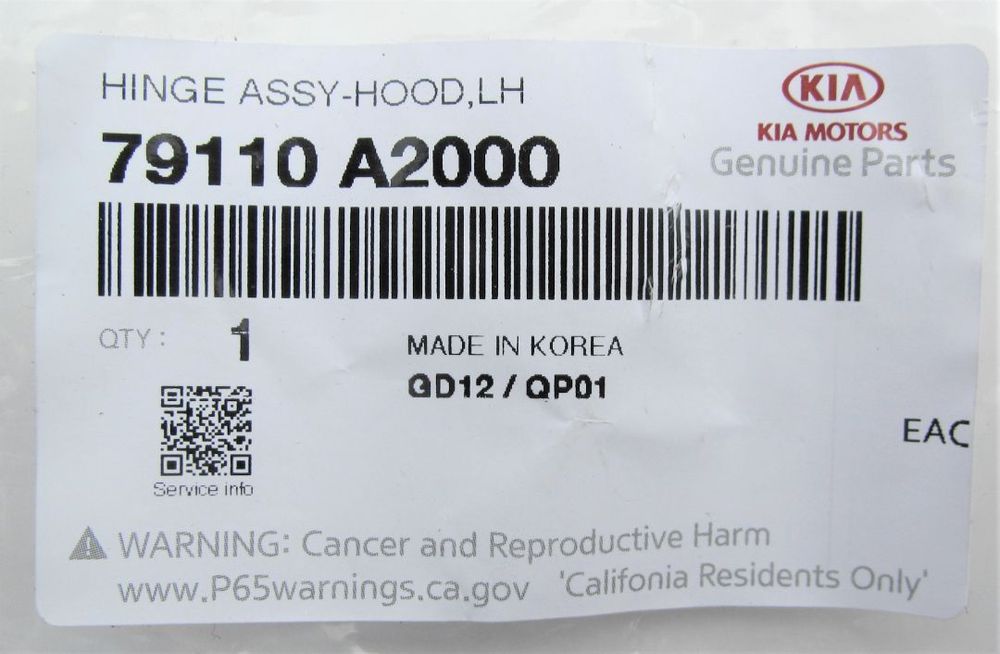 HINGE ASSY-HOOD,LH
KIA
KIA MOTORS
Genuine Parts
79110 A2000
QTY : 1
MADE IN KOREA
GD12 / QP01
EAC
Service info
WARNING: Cancer and Reproductive Harm
www.P65warnings.ca.gov 'Califonia Residents Only'